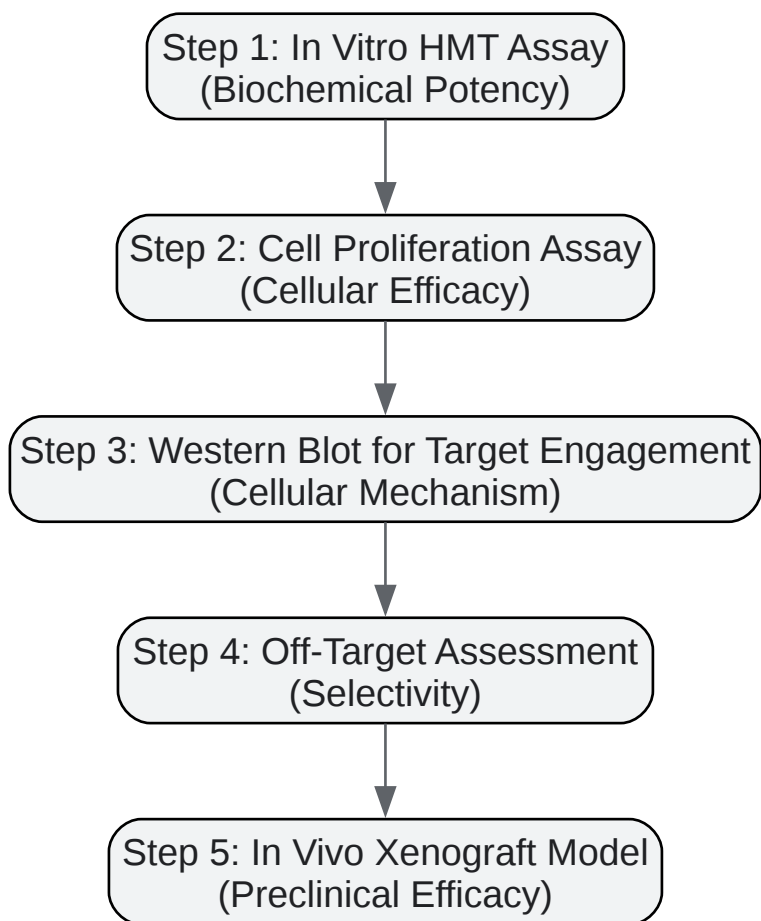 Step 1: In Vitro HMT Assay
(Biochemical Potency)
Step 2: Cell Proliferation Assay
(Cellular Efficacy)
Step 3: Western Blot for Target Engagement
(Cellular Mechanism)
Step 4: Off-Target Assessment
(Selectivity)
Step 5: In Vivo Xenograft Model
(Preclinical Efficacy)